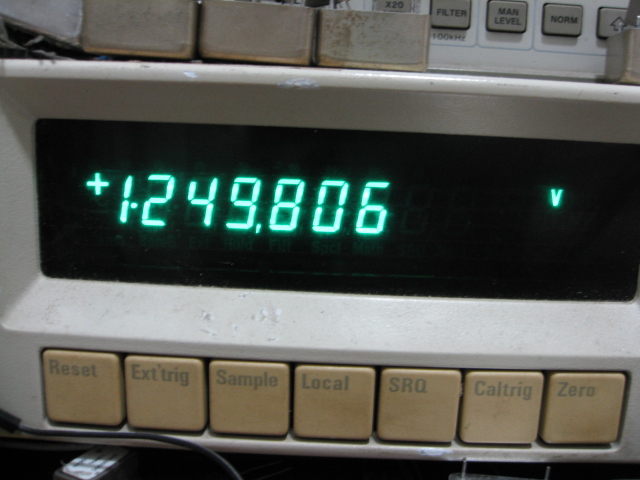 X20
FILTER
MAN
LEVEL
NORM
100kHz
+1.249,806 V
Reset Ext'trig Sample Local SRQ Caltrig Zero